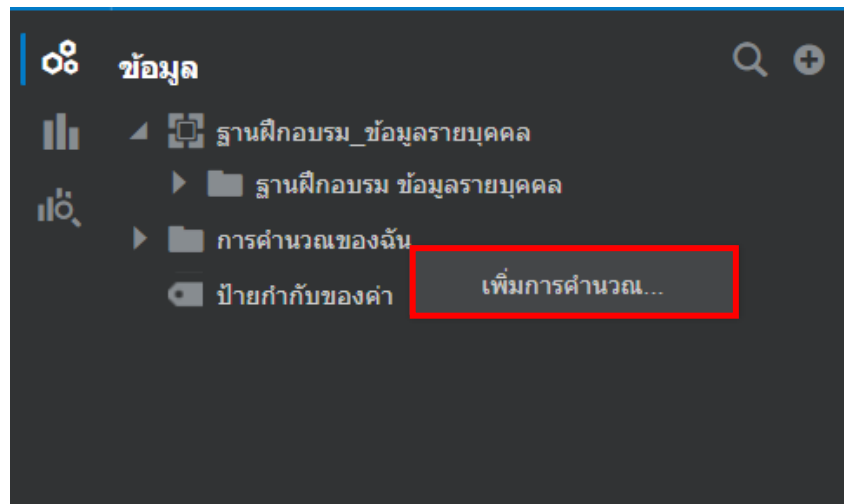 ข้อมูล
ฐานฝึกอบรม_ข้อมูลรายบุคคล
ฐานฝึกอบรม ข้อมูลรายบุคคล
การคำนวณของฉัน
เพิ่มการคำนวณ...
ป้ายกำกับของค่า